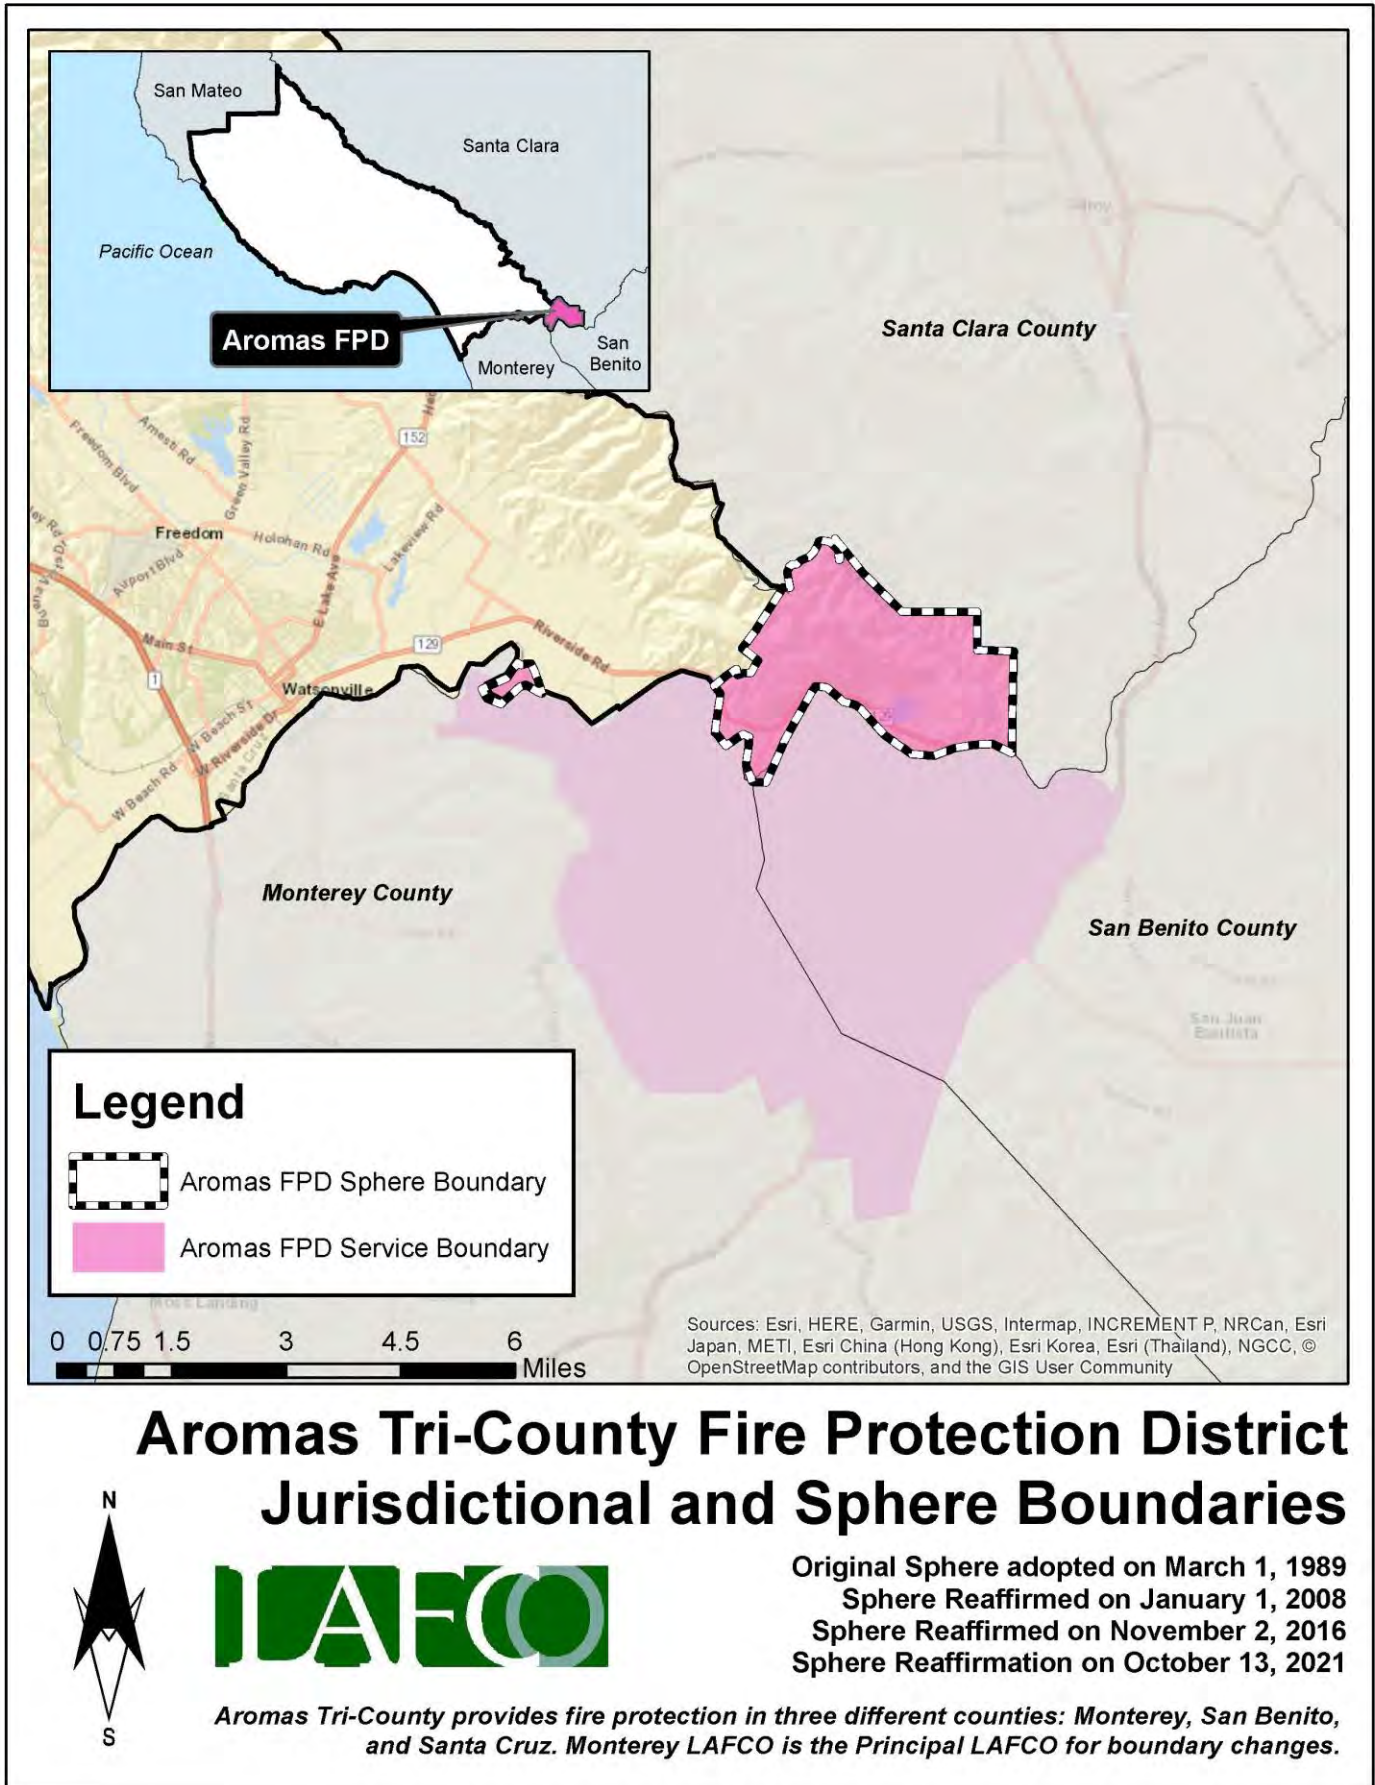 San Mateo
Santa Clara
Pacific Ocean
Aromas FPD
San
Benito
Monterey
Santa Clara County
Gilroy
152
Amesti Rd
Freedom Blvd
Green Valley Rd
Freedom
Holohan Rd
Lakeview Rd
Airport Blvd
E Lake Ave
129
Riverside Rd
Main St
1
Watsonville
W Beach St
W Riverside Dr
W Beach Rd
Monterey County
San Benito County
San Juan
Bautista
Legend
Aromas FPD Sphere Boundary
Aromas FPD Service Boundary
Moss Landing
0 0.75 1.5 3 4.5 6
Miles
Sources: Esri, HERE, Garmin, USGS, Intermap, INCREMENT P, NRCan, Esri
Japan, METI, Esri China (Hong Kong), Esri Korea, Esri (Thailand), NGCC, ©
OpenStreetMap contributors, and the GIS User Community
Aromas Tri-County Fire Protection District
Jurisdictional and Sphere Boundaries
N
S
LAFCO
Original Sphere adopted on March 1, 1989
Sphere Reaffirmed on January 1, 2008
Sphere Reaffirmed on November 2, 2016
Sphere Reaffirmation on October 13, 2021
Aromas Tri-County provides fire protection in three different counties: Monterey, San Benito,
and Santa Cruz. Monterey LAFCO is the Principal LAFCO for boundary changes.